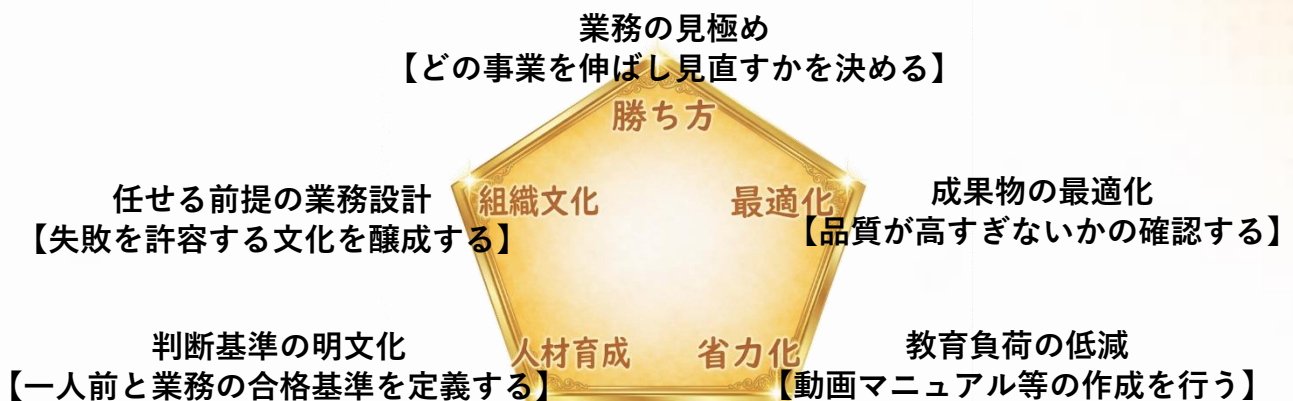 業務の見極め
【どの事業を伸ばし見直すかを決める】
勝ち方
任せる前提の業務設計
【失敗を許容する文化を醸成する】
組織文化
最適化
成果物の最適化
【品質が高すぎないかの確認する】
判断基準の明文化
【一人前と業務の合格基準を定義する】
人材育成
省力化
教育負荷の低減
【動画マニュアル等の作成を行う】